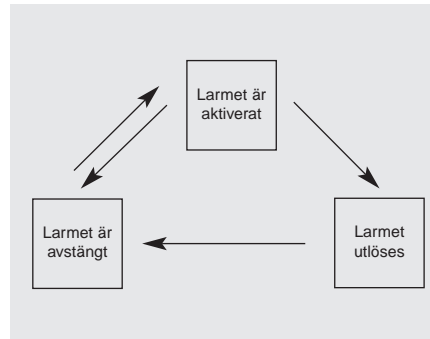 Larmet är
aktiverat
Larmet är
avstängt
Larmet
utlöses